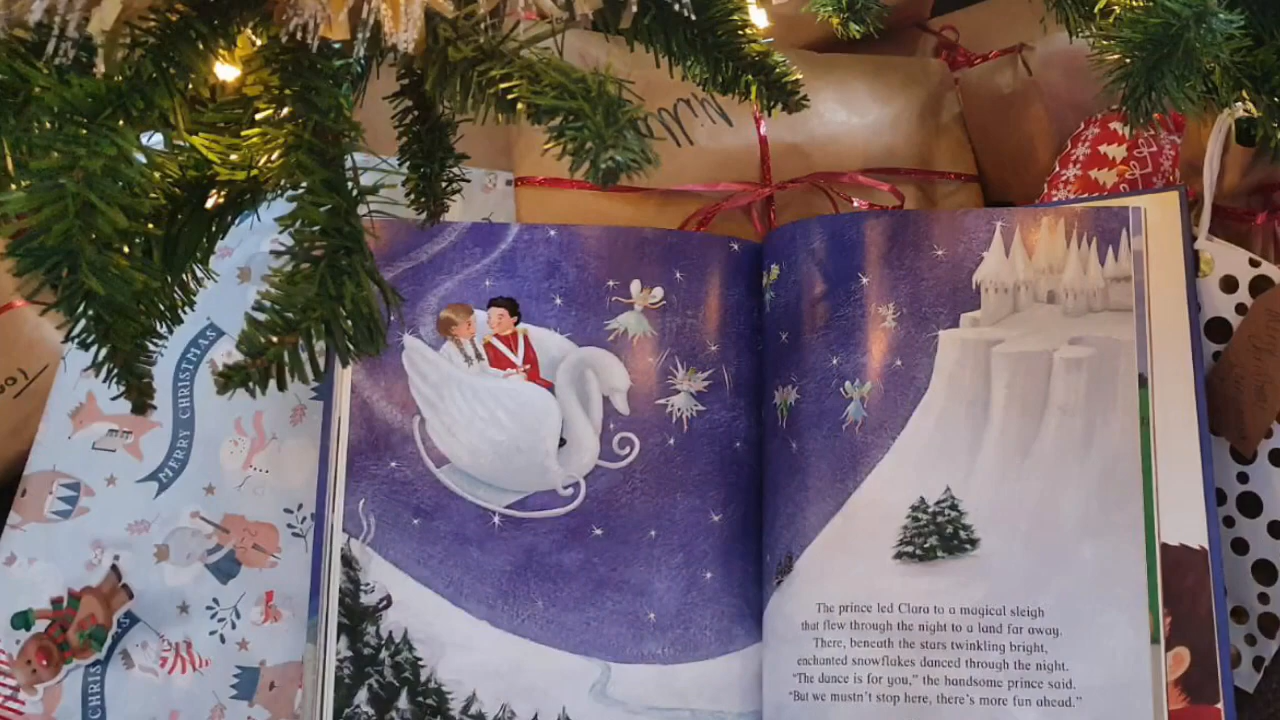 MERRY CHRISTMAS
CHRIS
The prince led Clara to a magical sleigh
that flew through the night to a land far away.
There, beneath the stars twinkling bright,
enchanted snowflakes danced through the night.
"The dance is for you," the handsome prince said.
"But we mustn't stop here, there's more fun ahead."